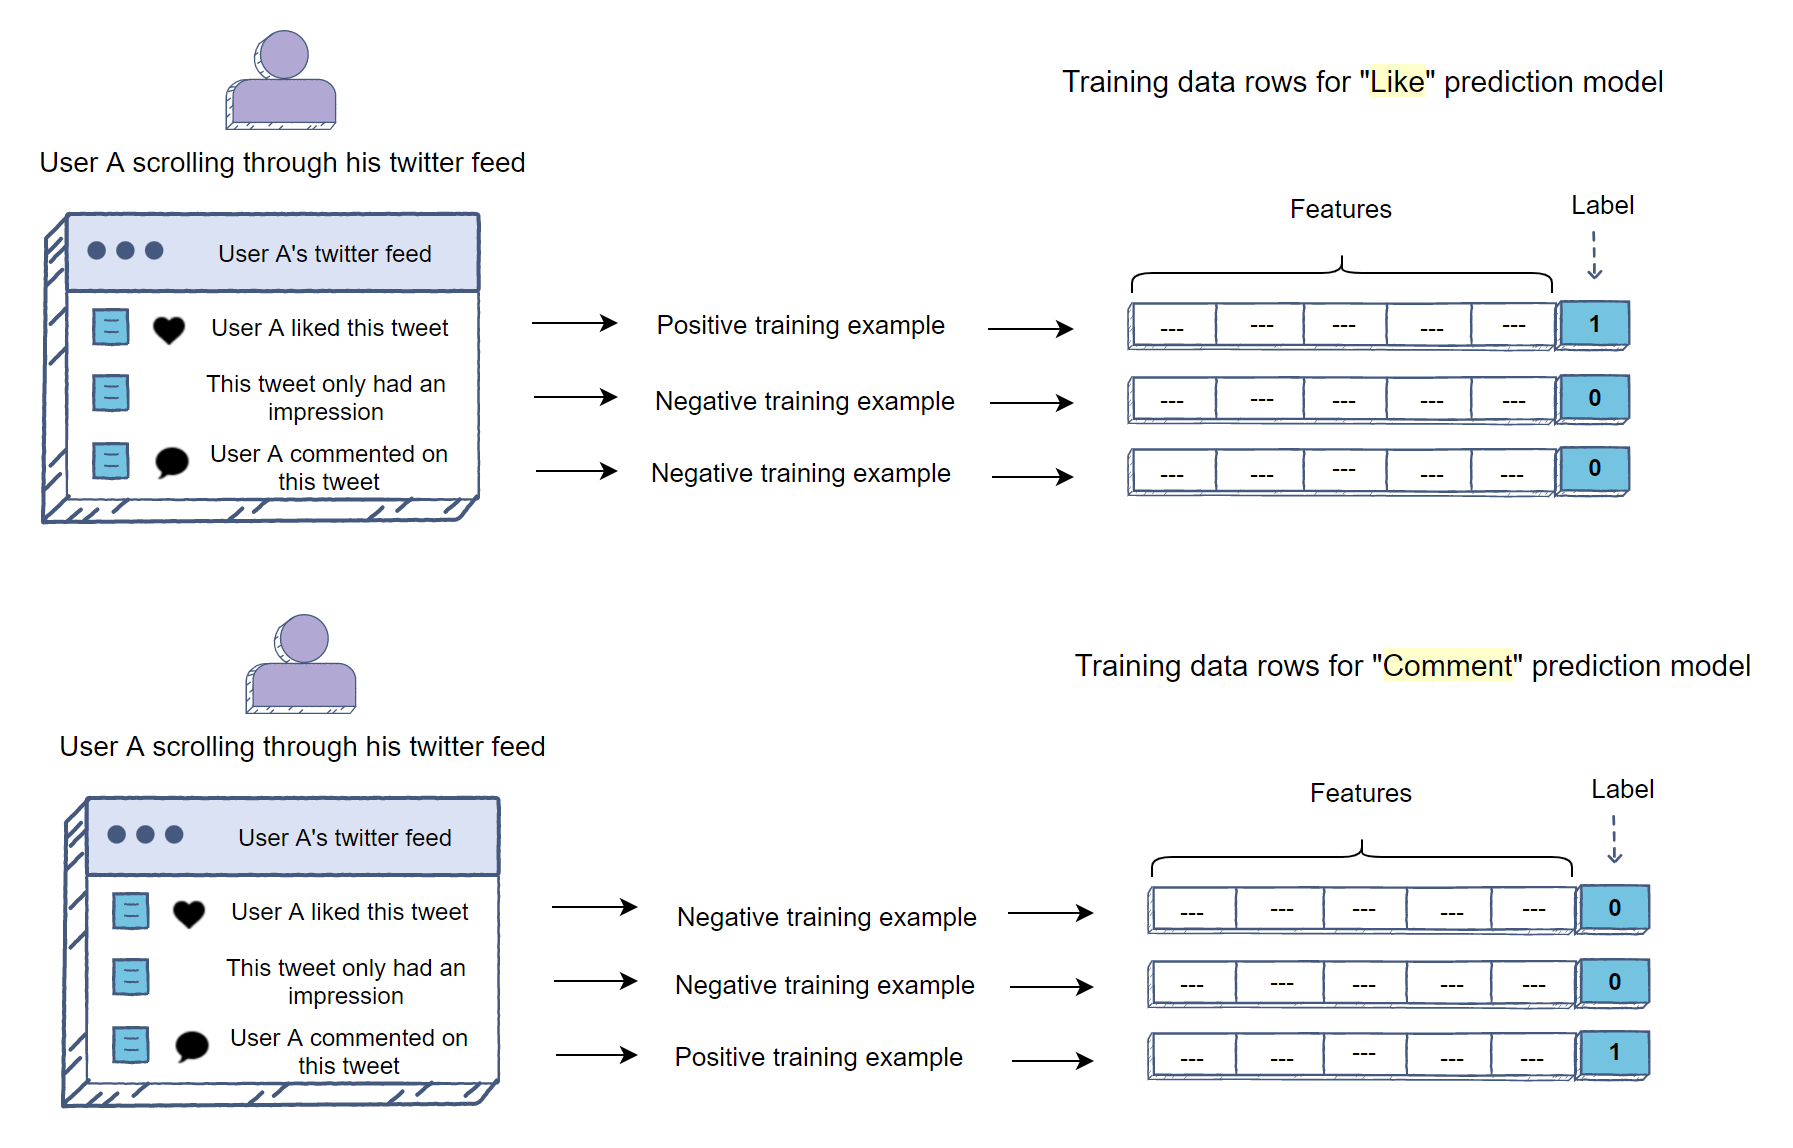 Training data rows for "Like" prediction model
User A scrolling through his twitter feed
Features
Label
User A's twitter feed
User A liked this tweet
Positive training example
--- --- --- --- --- 1
This tweet only had an
impression
Negative training example
--- --- --- --- --- 0
User A commented on
this tweet
Negative training example
--- --- --- --- --- 0
Training data rows for "Comment" prediction model
User A scrolling through his twitter feed
Features
Label
User A's twitter feed
User A liked this tweet
Negative training example
--- --- --- --- --- 0
This tweet only had an
impression
Negative training example
--- --- --- --- --- 0
User A commented on
this tweet
Positive training example
--- --- --- --- --- 1